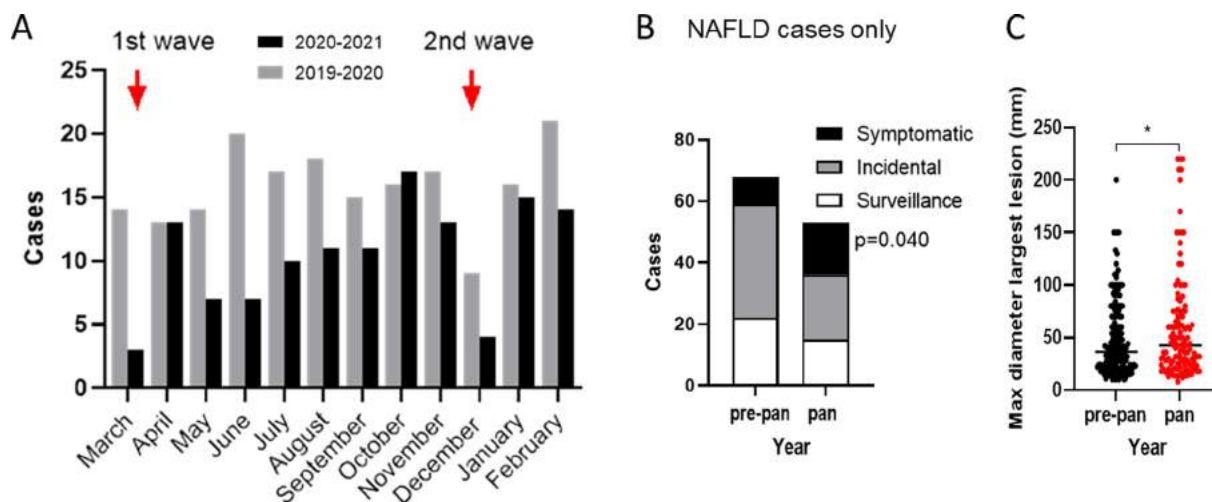 A
1st wave
2020-2021
2019-2020
2nd wave
25
20
15
10
5
0
Cases
March
April
May
June
July
August
September
October
November
December
January
February
B
NAFLD cases only
80
60
40
20
0
Cases
Symptomatic
Incidental
Surveillance
p=0.040
pre-pan
pan
Year
C
Max diameter largest lesion (mm)
250
200
150
100
50
0
*
pre-pan
pan
Year